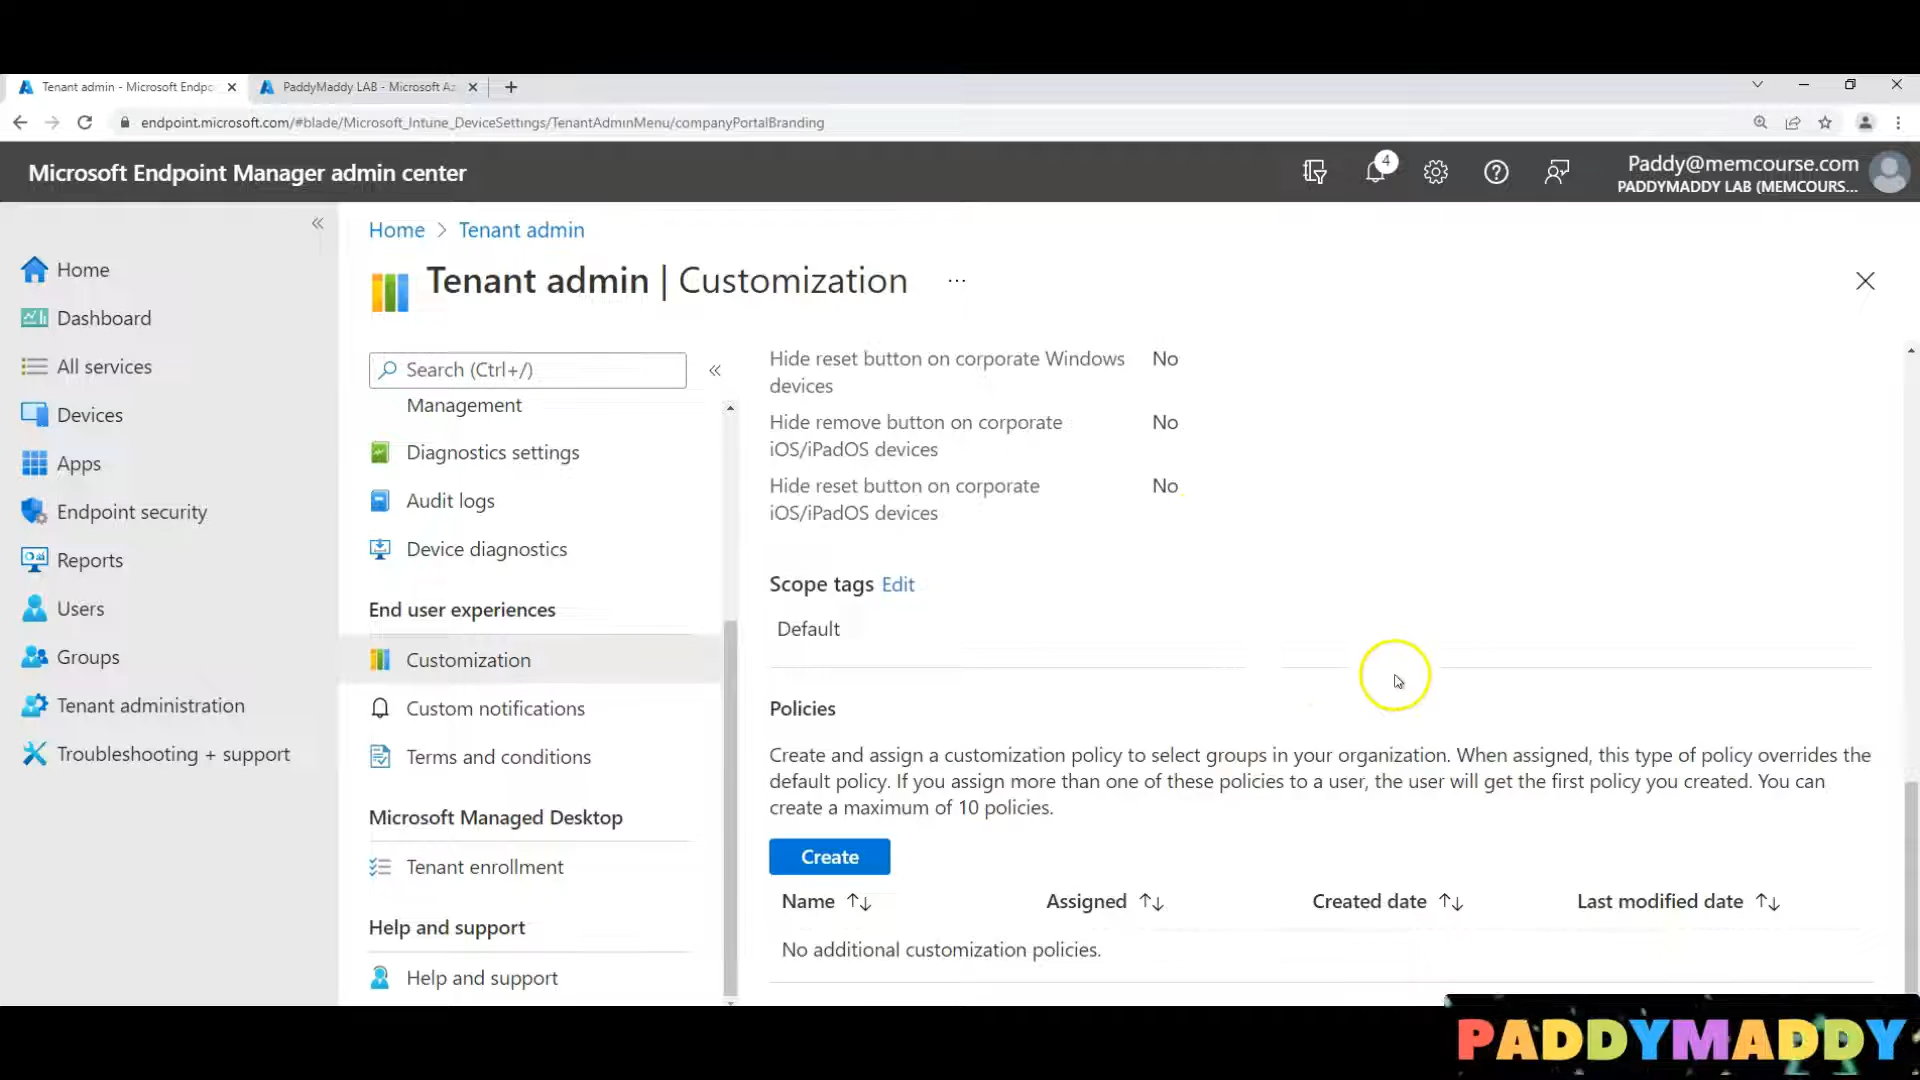 Tenant admin - Microsoft Endpc
PaddyMaddy LAB - Microsoft Az
endpoint.microsoft.com/#blade/Microsoft_Intune_DeviceSettings/TenantAdminMenu/companyPortalBranding
Microsoft Endpoint Manager admin center
4
Paddy@memcourse.com
PADDYMADDY LAB (MEMCOURS...
Home
Dashboard
All services
Devices
Apps
Endpoint security
Reports
Users
Groups
Tenant administration
Troubleshooting + support
Home > Tenant admin
Tenant admin | Customization ...
Search (Ctrl+/)
Management
Diagnostics settings
Audit logs
Device diagnostics
End user experiences
Customization
Custom notifications
Terms and conditions
Microsoft Managed Desktop
Tenant enrollment
Help and support
Help and support
Hide reset button on corporate Windows No
devices
Hide remove button on corporate No
iOS/iPadOS devices
Hide reset button on corporate No
iOS/iPadOS devices
Scope tags Edit
Default
Policies
Create and assign a customization policy to select groups in your organization. When assigned, this type of policy overrides the
default policy. If you assign more than one of these policies to a user, the user will get the first policy you created. You can
create a maximum of 10 policies.
Create
Name Assigned Created date Last modified date
No additional customization policies.
PADDYMADDY